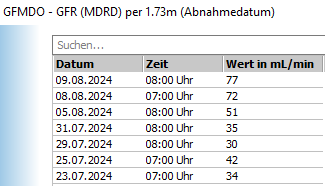 GFMDO - GFR (MDRD) per 1.73m (Abnahmedatum)
Suchen...
Datum Zeit Wert in mL/min
09.08.2024 08:00 Uhr 77
08.08.2024 07:00 Uhr 72
05.08.2024 08:00 Uhr 51
31.07.2024 08:00 Uhr 35
29.07.2024 08:00 Uhr 30
25.07.2024 07:00 Uhr 42
23.07.2024 07:00 Uhr 34